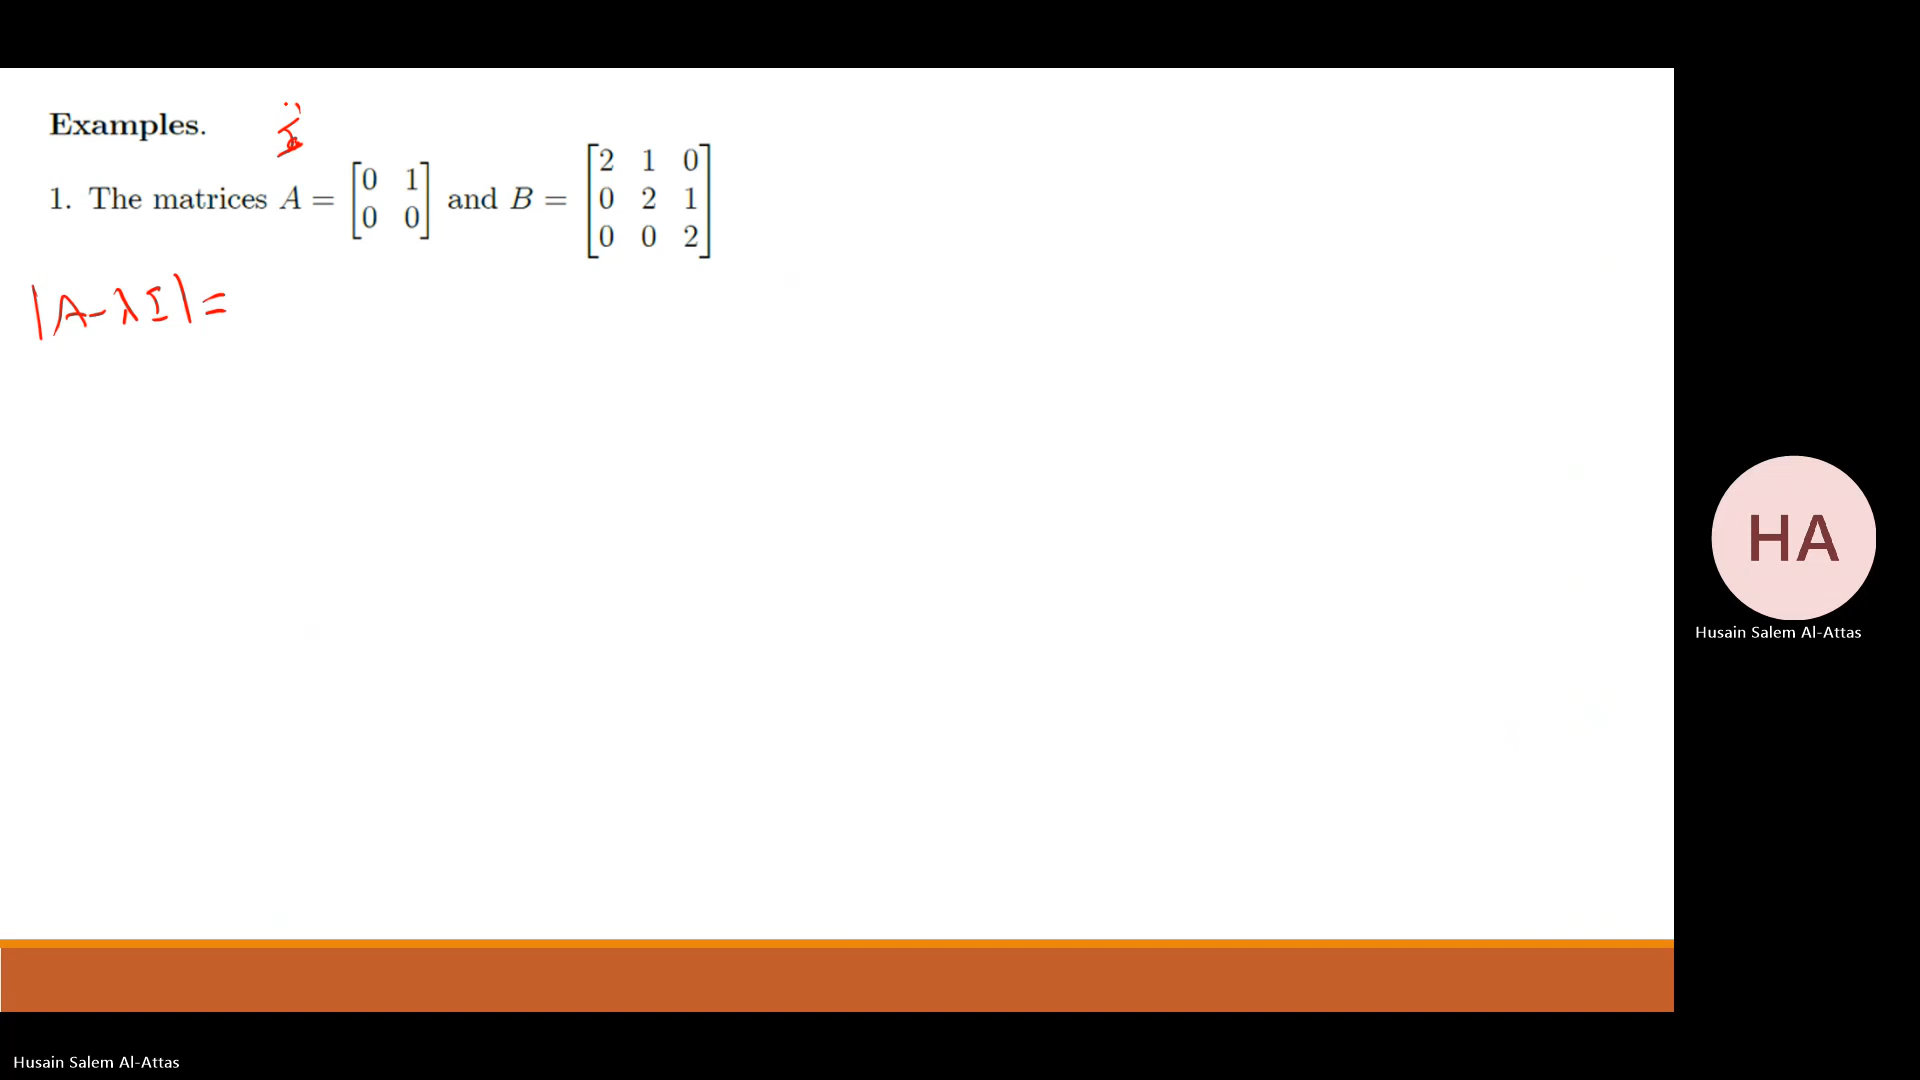 Examples.
1. The matrices A = [0 1; 0 0] and B = [2 1 0; 0 2 1; 0 0 2]
|A-λI|=
HA
Husain Salem Al-Attas
Husain Salem Al-Attas